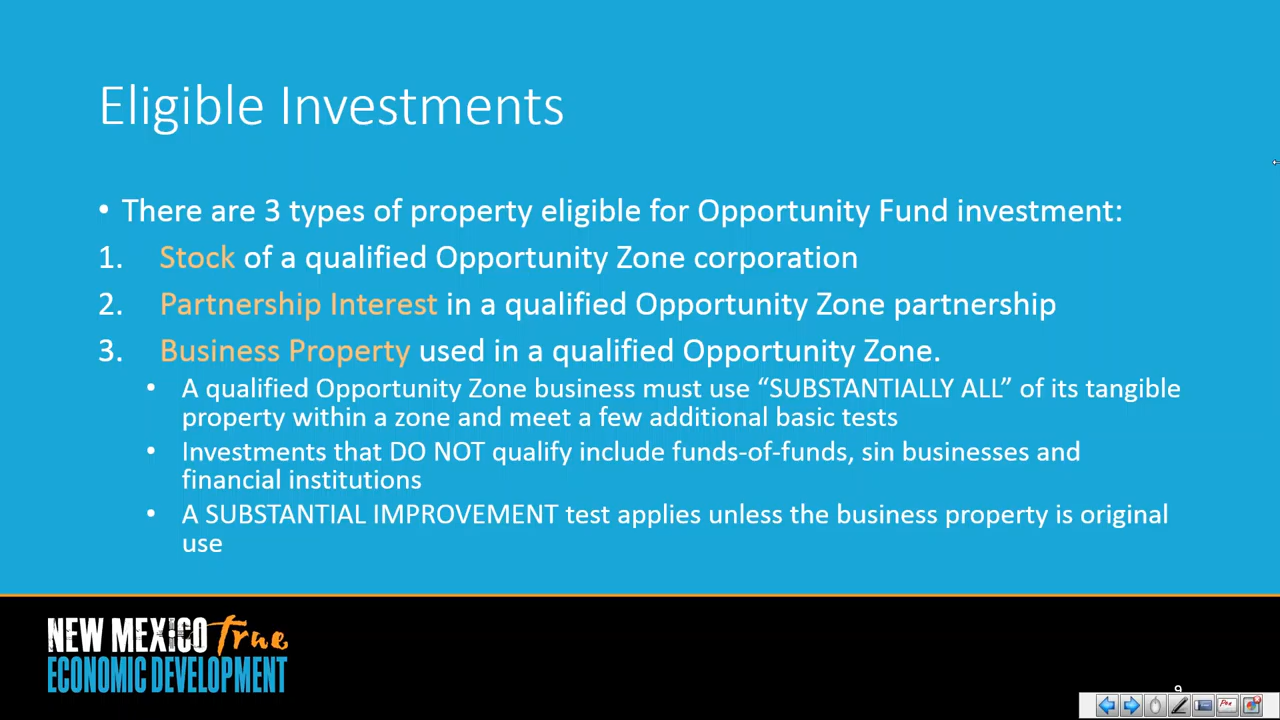 Eligible Investments
• There are 3 types of property eligible for Opportunity Fund investment:
1. Stock of a qualified Opportunity Zone corporation
2. Partnership Interest in a qualified Opportunity Zone partnership
3. Business Property used in a qualified Opportunity Zone.
• A qualified Opportunity Zone business must use “SUBSTANTIALLY ALL” of its tangible
property within a zone and meet a few additional basic tests
• Investments that DO NOT qualify include funds-of-funds, sin businesses and
financial institutions
• A SUBSTANTIAL IMPROVEMENT test applies unless the business property is original
use
NEW MEXICO True
ECONOMIC DEVELOPMENT
9